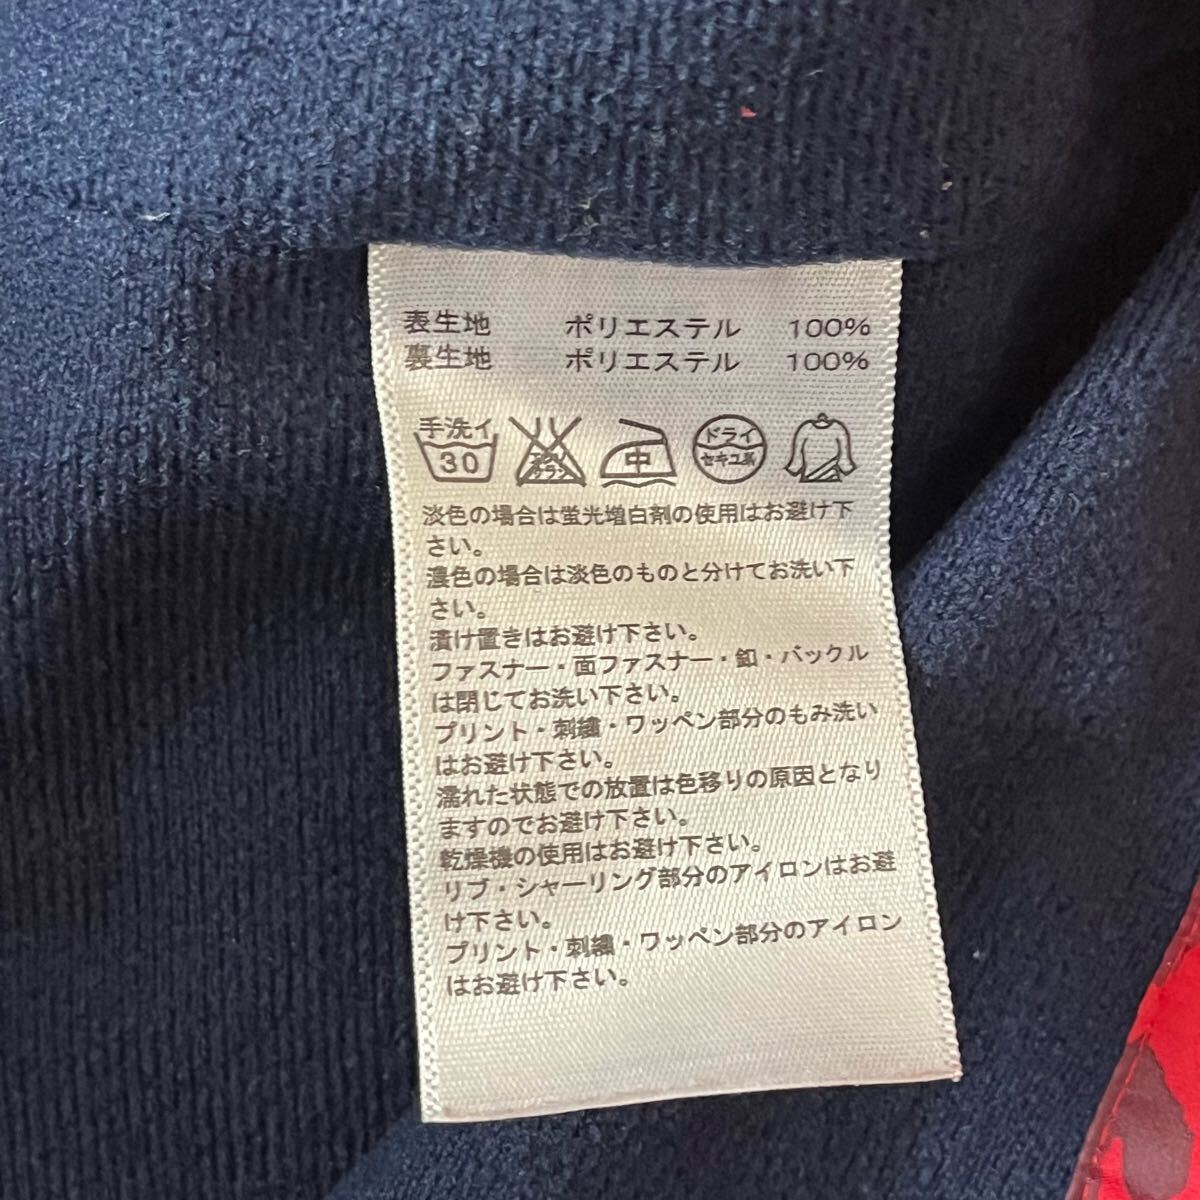 表生地 ポリエステル 100%
裏生地 ポリエステル 100%
手洗イ 30 エンソサラシ 中 ドライ セキユ系
淡色の場合は蛍光増白剤の使用はお避け下
さい。
濃色の場合は淡色のものと分けてお洗い下
さい。
漬け置きはお避け下さい。
ファスナー・面ファスナー・釦・バックル
は閉じてお洗い下さい。
プリント・刺繍・ワッペン部分のもみ洗い
はお避け下さい。
濡れた状態での放置は色移りの原因となり
ますのでお避け下さい。
乾燥機の使用はお避け下さい。
リブ・シャーリング部分のアイロンはお避
け下さい。
プリント・刺繍・ワッペン部分のアイロン
はお避け下さい。